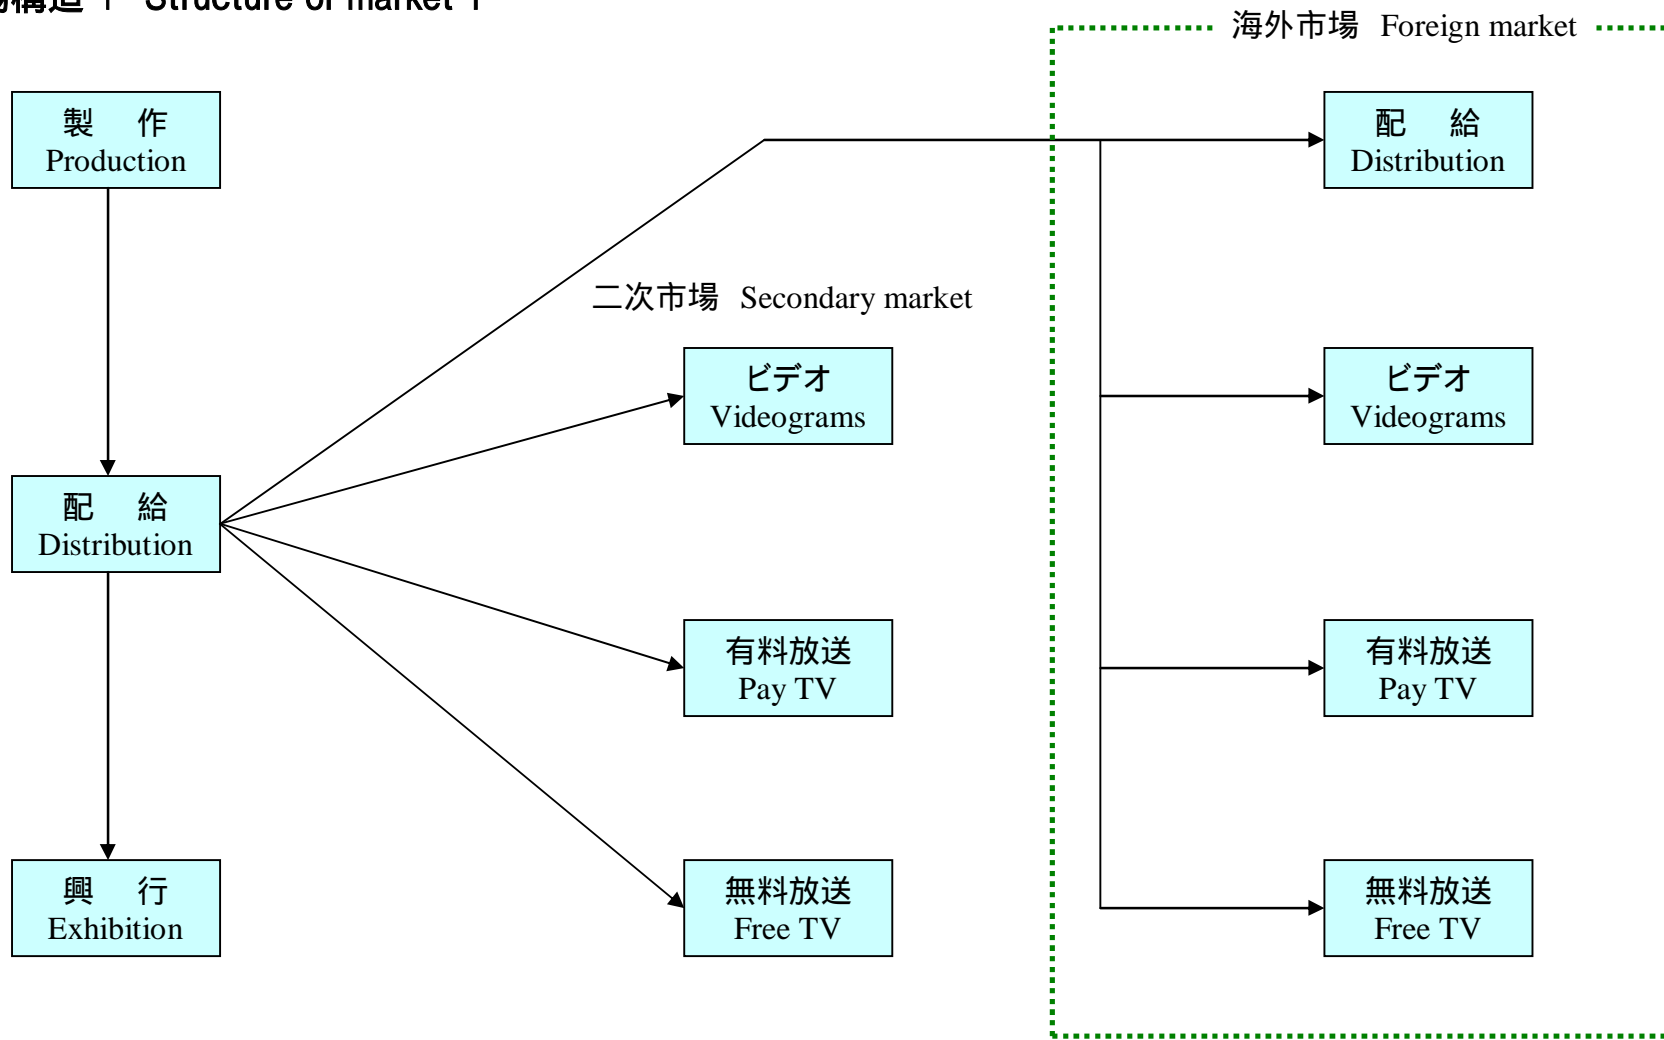 構造 1 Structure of market 1
海外市場 Foreign market
製 作
Production
配 給
Distribution
二次市場 Secondary market
ビデオ
Videograms
ビデオ
Videograms
配 給
Distribution
有料放送
Pay TV
有料放送
Pay TV
興 行
Exhibition
無料放送
Free TV
無料放送
Free TV